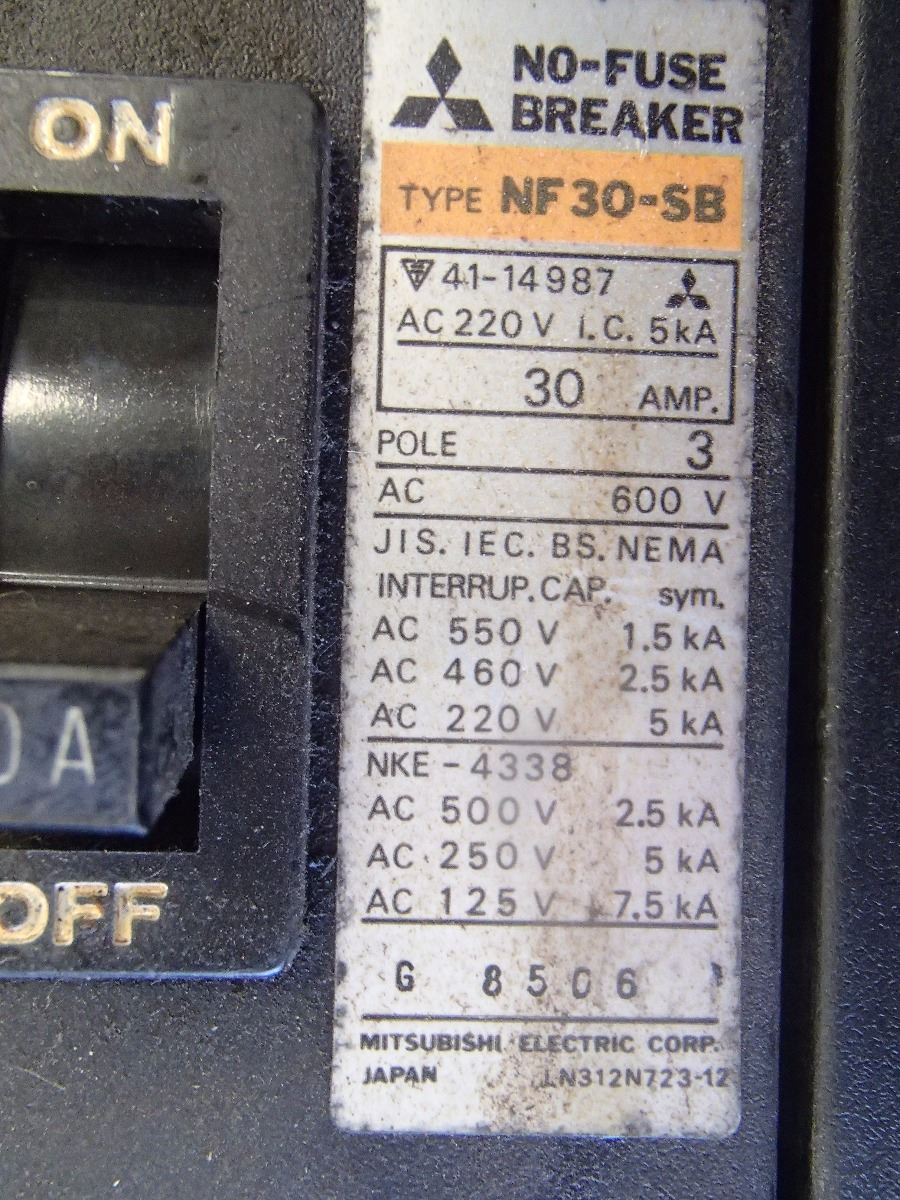 ON
0A
OFF
NO-FUSE
BREAKER
TYPE NF30-SB
41-14987
AC 220V I.C. 5kA
30 AMP.
POLE 3
AC 600 V
JIS. IEC. BS. NEMA
INTERRUP. CAP. sym.
AC 550 V 1.5 kA
AC 460 V 2.5 kA
AC 220 V 5 kA
NKE-4338
AC 500 V 2.5 kA
AC 250 V 5 kA
AC 125 V 7.5 kA
G 8506
MITSUBISHI ELECTRIC CORP.
JAPAN LN312N723-12